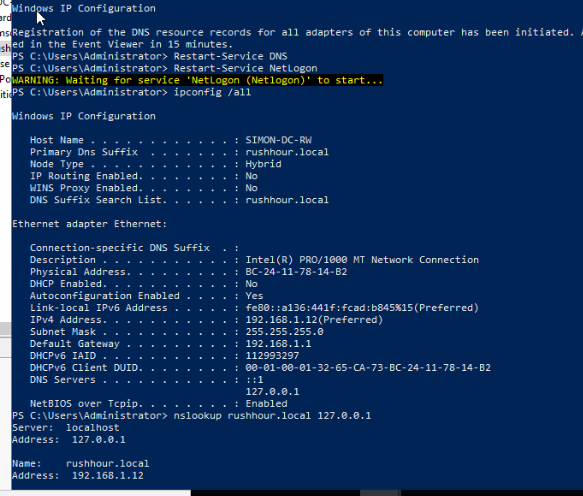 Windows IP Configuration
Registration of the DNS resource records for all adapters of this computer has been initiated.
ed in the Event Viewer in 15 minutes.
PS C:\Users\Administrator> Restart-Service DNS
PS C:\Users\Administrator> Restart-Service NetLogon
WARNING: Waiting for service 'NetLogon (Netlogon)' to start...
PS C:\Users\Administrator> ipconfig /all
Windows IP Configuration
Host Name . . . . . . . . . . . . : SIMON-DC-RW
Primary Dns Suffix  . . . . . . . : rushhour.local
Node Type . . . . . . . . . . . . : Hybrid
IP Routing Enabled. . . . . . . . : No
WINS Proxy Enabled. . . . . . . . : No
DNS Suffix Search List. . . . . . : rushhour.local
Ethernet adapter Ethernet:
Connection-specific DNS Suffix  . :
Description . . . . . . . . . . . : Intel(R) PRO/1000 MT Network Connection
Physical Address. . . . . . . . . : BC-24-11-78-14-B2
DHCP Enabled. . . . . . . . . . . : No
Autoconfiguration Enabled . . . . : Yes
Link-local IPv6 Address . . . . . : fe80::a136:441f:fcad:b845%15(Preferred)
IPv4 Address. . . . . . . . . . . : 192.168.1.12(Preferred)
Subnet Mask . . . . . . . . . . . : 255.255.255.0
Default Gateway . . . . . . . . . : 192.168.1.1
DHCPv6 IAID . . . . . . . . . . . : 112993297
DHCPv6 Client DUID. . . . . . . . : 00-01-00-01-32-65-CA-73-BC-24-11-78-14-B2
DNS Servers . . . . . . . . . . . : ::1
127.0.0.1
NetBIOS over Tcpip. . . . . . . . : Enabled
PS C:\Users\Administrator> nslookup rushhour.local 127.0.0.1
Server:  localhost
Address:  127.0.0.1
Name:    rushhour.local
Address:  192.168.1.12